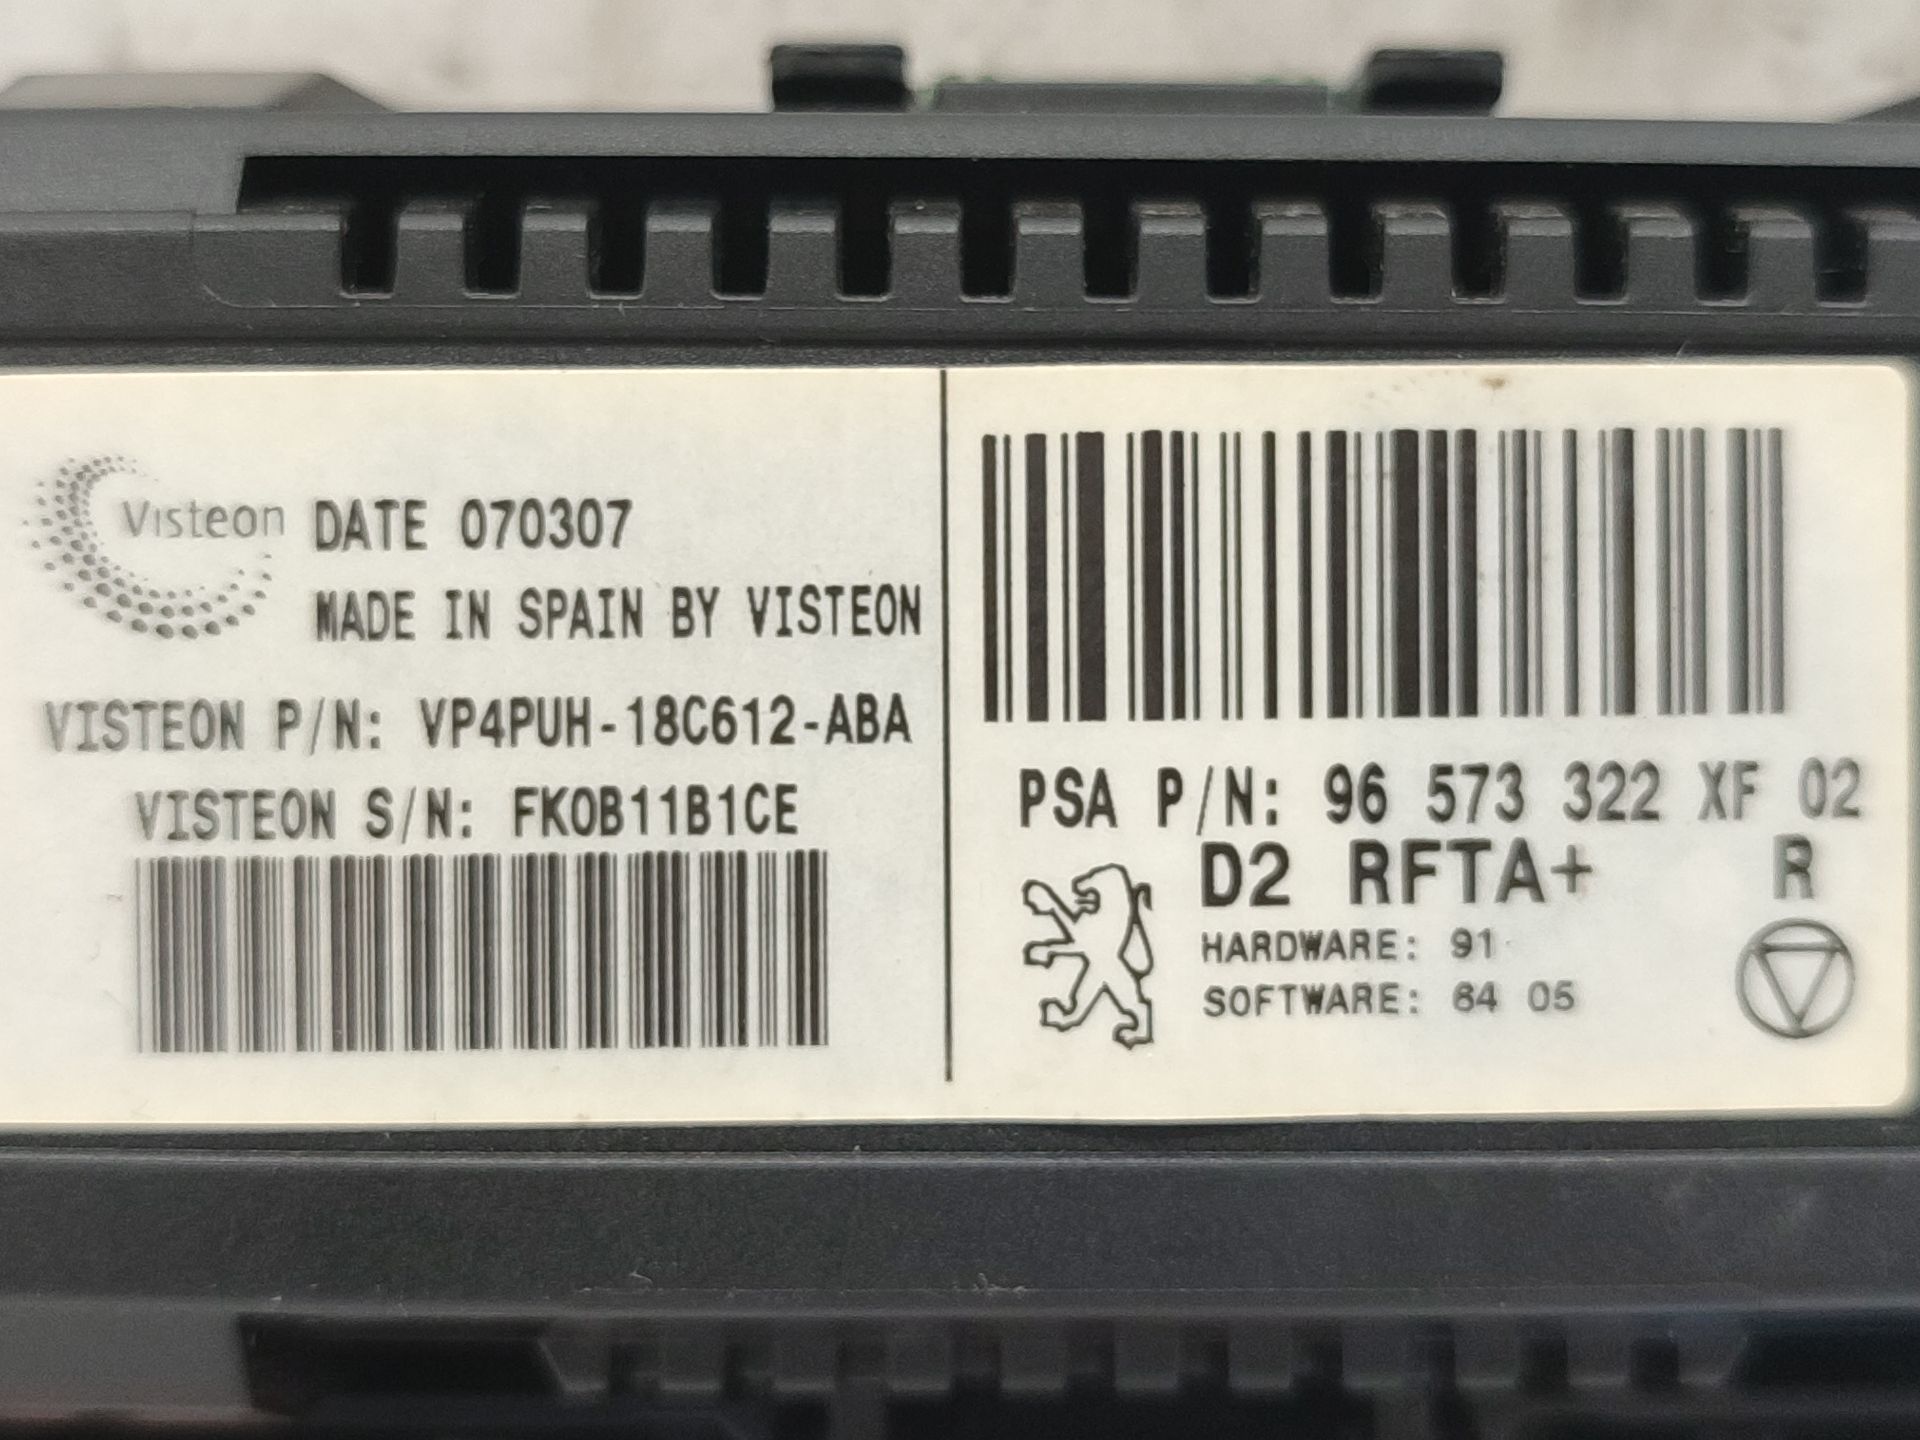 Visteon DATE 070307
MADE IN SPAIN BY VISTEON
VISTEON P/N: VP4PUH-18C612-ABA
VISTEON S/N: FK0B11B1CE
PSA P/N: 96 573 322 XF 02
D2 RFTA+ R
HARDWARE: 91
SOFTWARE: 64 05